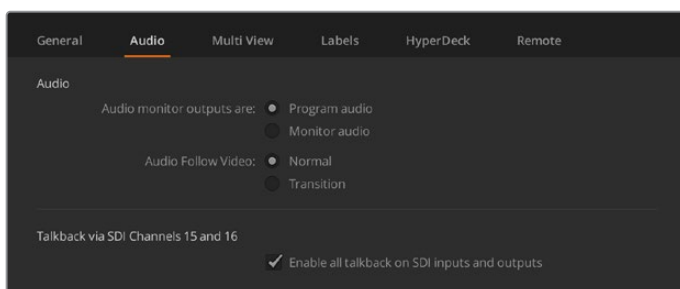 General Audio Multi View Labels HyperDeck Remote
Audio
Audio monitor outputs are: Program audio
Monitor audio
Audio Follow Video: Normal
Transition
Talkback via SDI Channels 15 and 16
Enable all talkback on SDI inputs and outputs